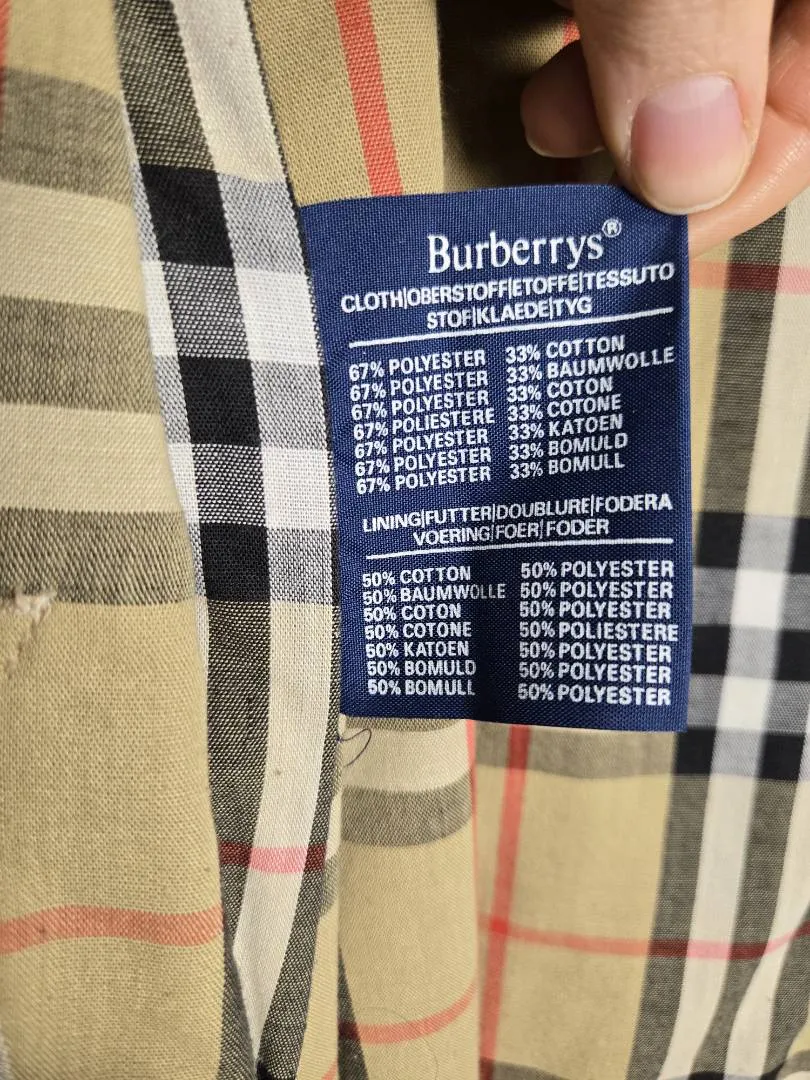 Burberrys®
CLOTH|OBERSTOFF|ETOFFE|TESSUTO
STOF|KLAEDE|TYG
67% POLYESTER 33% COTTON
67% POLYESTER 33% BAUMWOLLE
67% POLYESTER 33% COTON
67% POLIESTERE 33% COTONE
67% POLYESTER 33% KATOEN
67% POLYESTER 33% BOMULD
67% POLYESTER 33% BOMULL
LINING|FUTTER|DOUBLURE|FODERA
VOERING|FOER|FODER
50% COTTON 50% POLYESTER
50% BAUMWOLLE 50% POLYESTER
50% COTON 50% POLYESTER
50% COTONE 50% POLIESTERE
50% KATOEN 50% POLYESTER
50% BOMULD 50% POLYESTER
50% BOMULL 50% POLYESTER